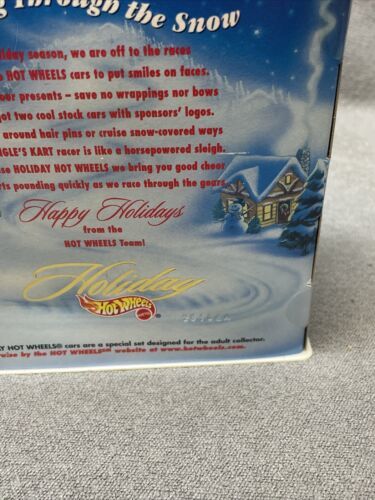 Through the Snow
season, we are off to the races
HOT WHEELS cars to put smiles on faces.
our presents – save no wrappings nor bows
got two cool stock cars with sponsors' logos.
around hair pins or cruise snow-covered ways
KART racer is like a horsepowered sleigh.
HOLIDAY HOT WHEELS we bring you good cheer
pounding quickly as we race through the gears.
Happy Holidays
from the
HOT WHEELS Team!
Holiday
HOT WHEELS
MATTEL
HOT WHEELS® cars are a special set designed for the adult collector.
by the HOT WHEELS® website at www.hotwheels.com.